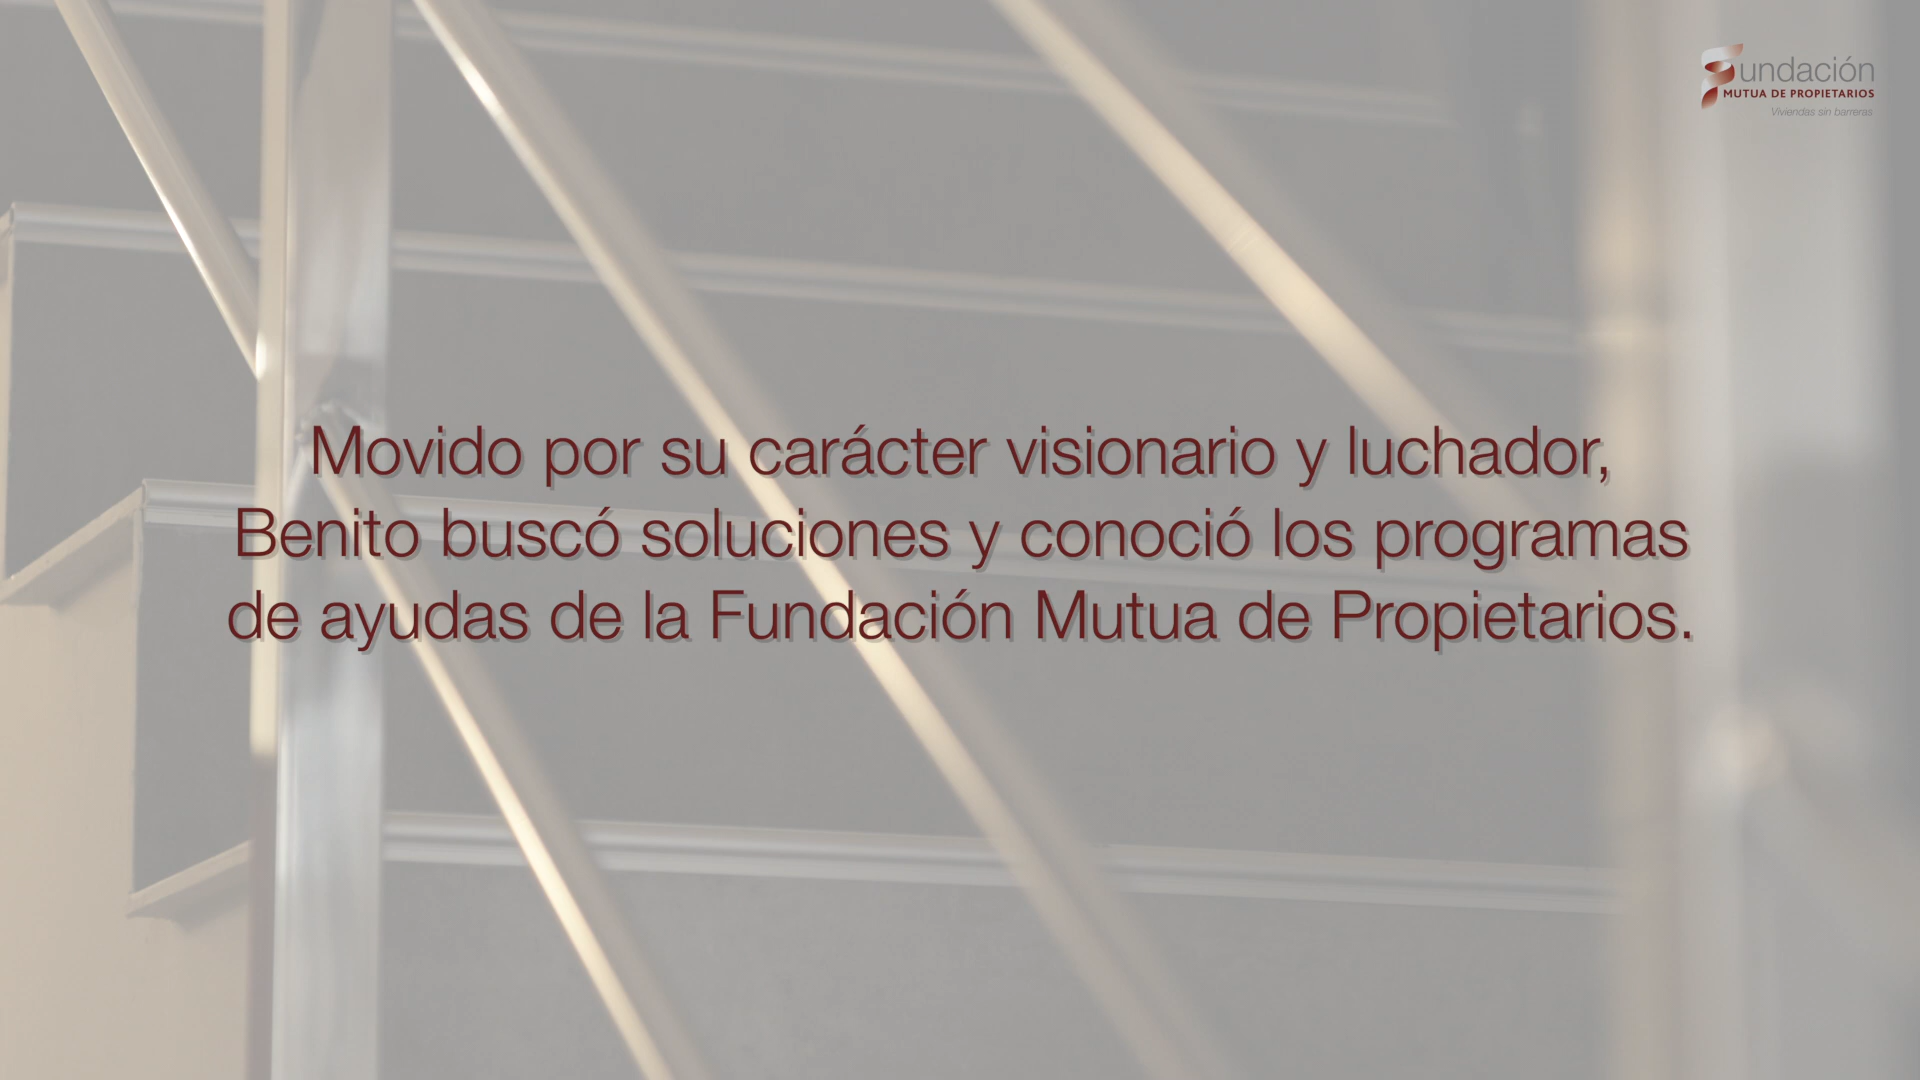 Fundación
MUTUA DE PROPIETARIOS
Viviendas sin barreras
Movido por su carácter visionario y luchador,
Benito buscó soluciones y conoció los programas
de ayudas de la Fundación Mutua de Propietarios.